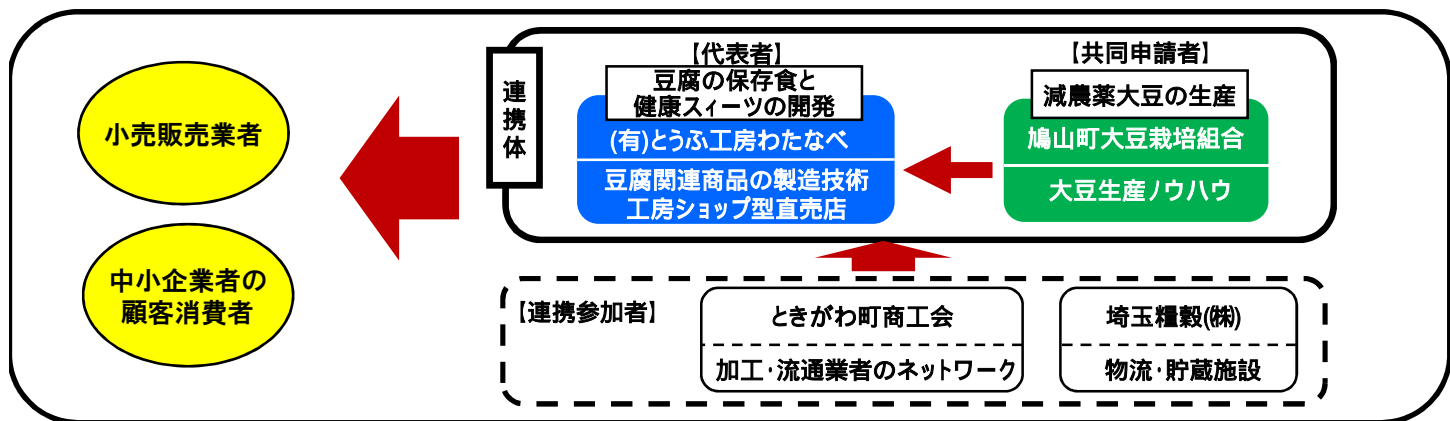 小売販売業者
中小企業者の
顧客消費者
連携体
【代表者】
豆腐の保存食と
健康スィーツの開発
(有)とうふ工房わたなべ
豆腐関連商品の製造技術
工房ショップ型直売店
【共同申請者】
減農薬大豆の生産
鳩山町大豆栽培組合
大豆生産ノウハウ
【連携参加者】
ときがわ町商工会
加工・流通業者のネットワーク
埼玉糧穀(株)
物流・貯蔵施設